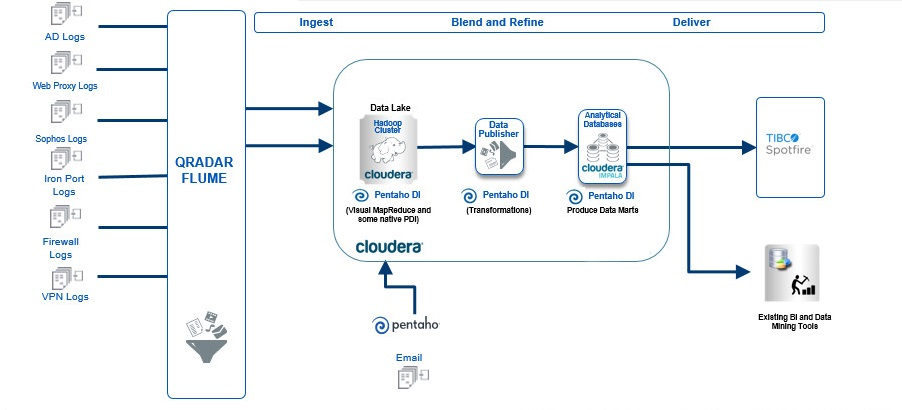 Ingest
Blend and Refine
Deliver
AD Logs
Web Proxy Logs
Sophos Logs
Iron Port
Logs
Firewall
Logs
VPN Logs
QRADAR
FLUME
Data Lake
Hadoop
Cluster
cloudera
Pentaho DI
(Visual MapReduce and
some native PDI)
Data
Publisher
Pentaho DI
(Transformations)
Analytical
Databases
cloudera
IMPALA
Pentaho DI
Produce Data Marts
cloudera
pentaho
Email
TIBCO
Spotfire
Existing BI and Data
Mining Tools